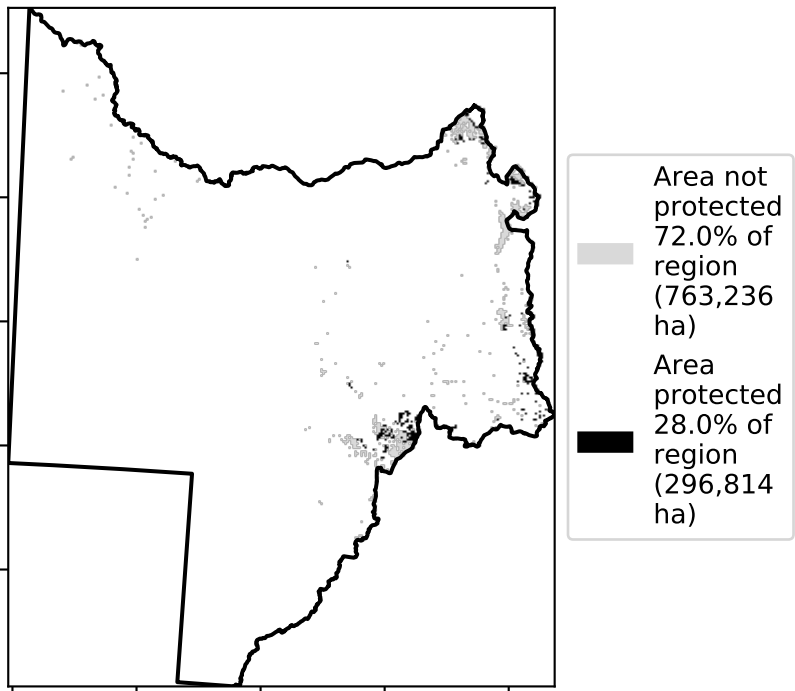 Area not
protected
72.0% of
region
(763,236
ha)
Area
protected
28.0% of
region
(296,814
ha)